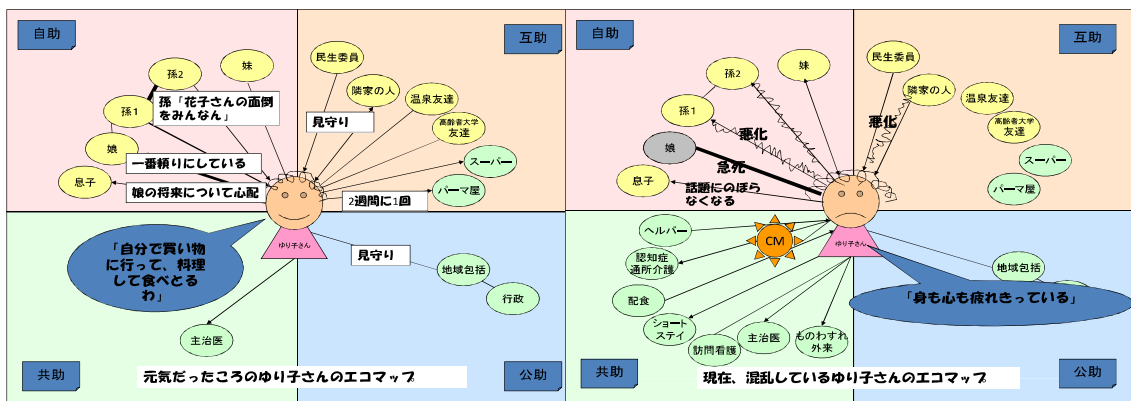 自助
互助
民生委員
妹
孫2
隣家の人
温泉友達
孫1
孫「花子さんの面倒
をみんなん」
見守り
高齢者大学
友達
娘
一番頼りにしている
スーパー
息子
娘の将来について心配
2週間に1回
パーマ屋
「自分で買い物
に行って、料理
して食べとる
わ」
ゆり子さん
見守り
地域包括
行政
主治医
共助
元気だったころのゆり子さんのエコマップ
公助
自助
互助
民生委員
妹
孫2
隣家の人
温泉友達
孫1
悪化
悪化
高齢者大学
友達
娘
急死
スーパー
息子
話題にのぼら
なくなる
パーマ屋
ヘルパー
CM
ゆり子さん
認知症
通所介護
地域包括
配食
「身も心も疲れきっている」
ショート
ステイ
訪問看護
主治医
ものわすれ
外来
共助
現在、混乱しているゆり子さんのエコマップ
公助